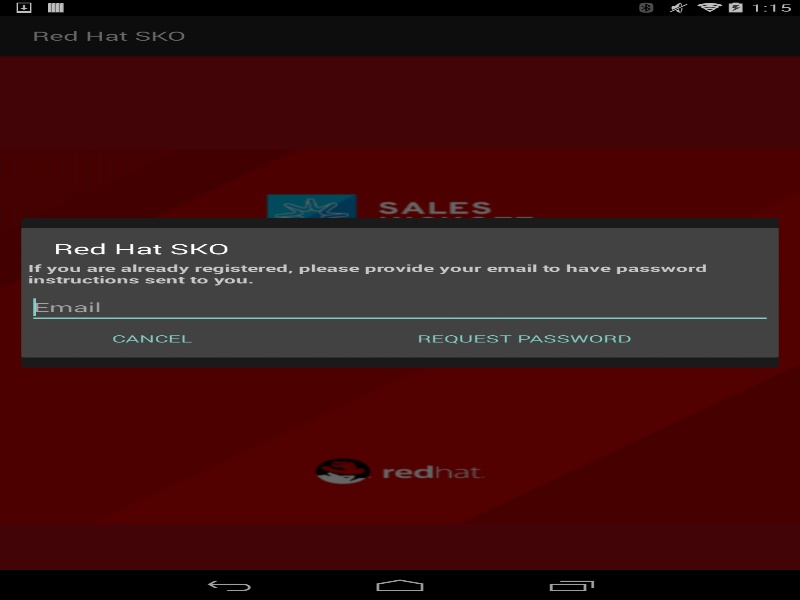 1:15
Red Hat SKO
SALES
Red Hat SKO
If you are already registered, please provide your email to have password
instructions sent to you.
Email
CANCEL
REQUEST PASSWORD
redhat.